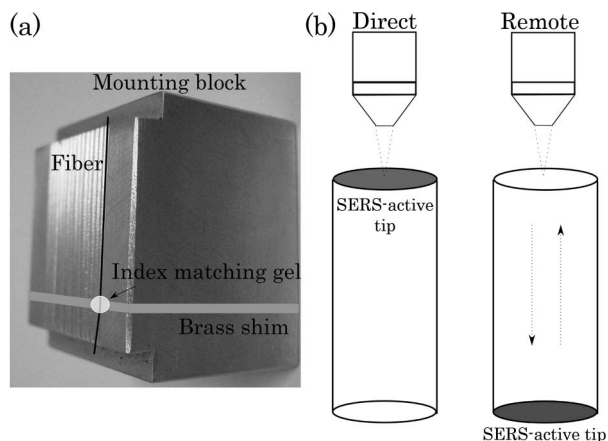 (a)
Mounting block
Fiber
Index matching gel
Brass shim
(b)
Direct
Remote
SERS-active
tip
SERS-active tip